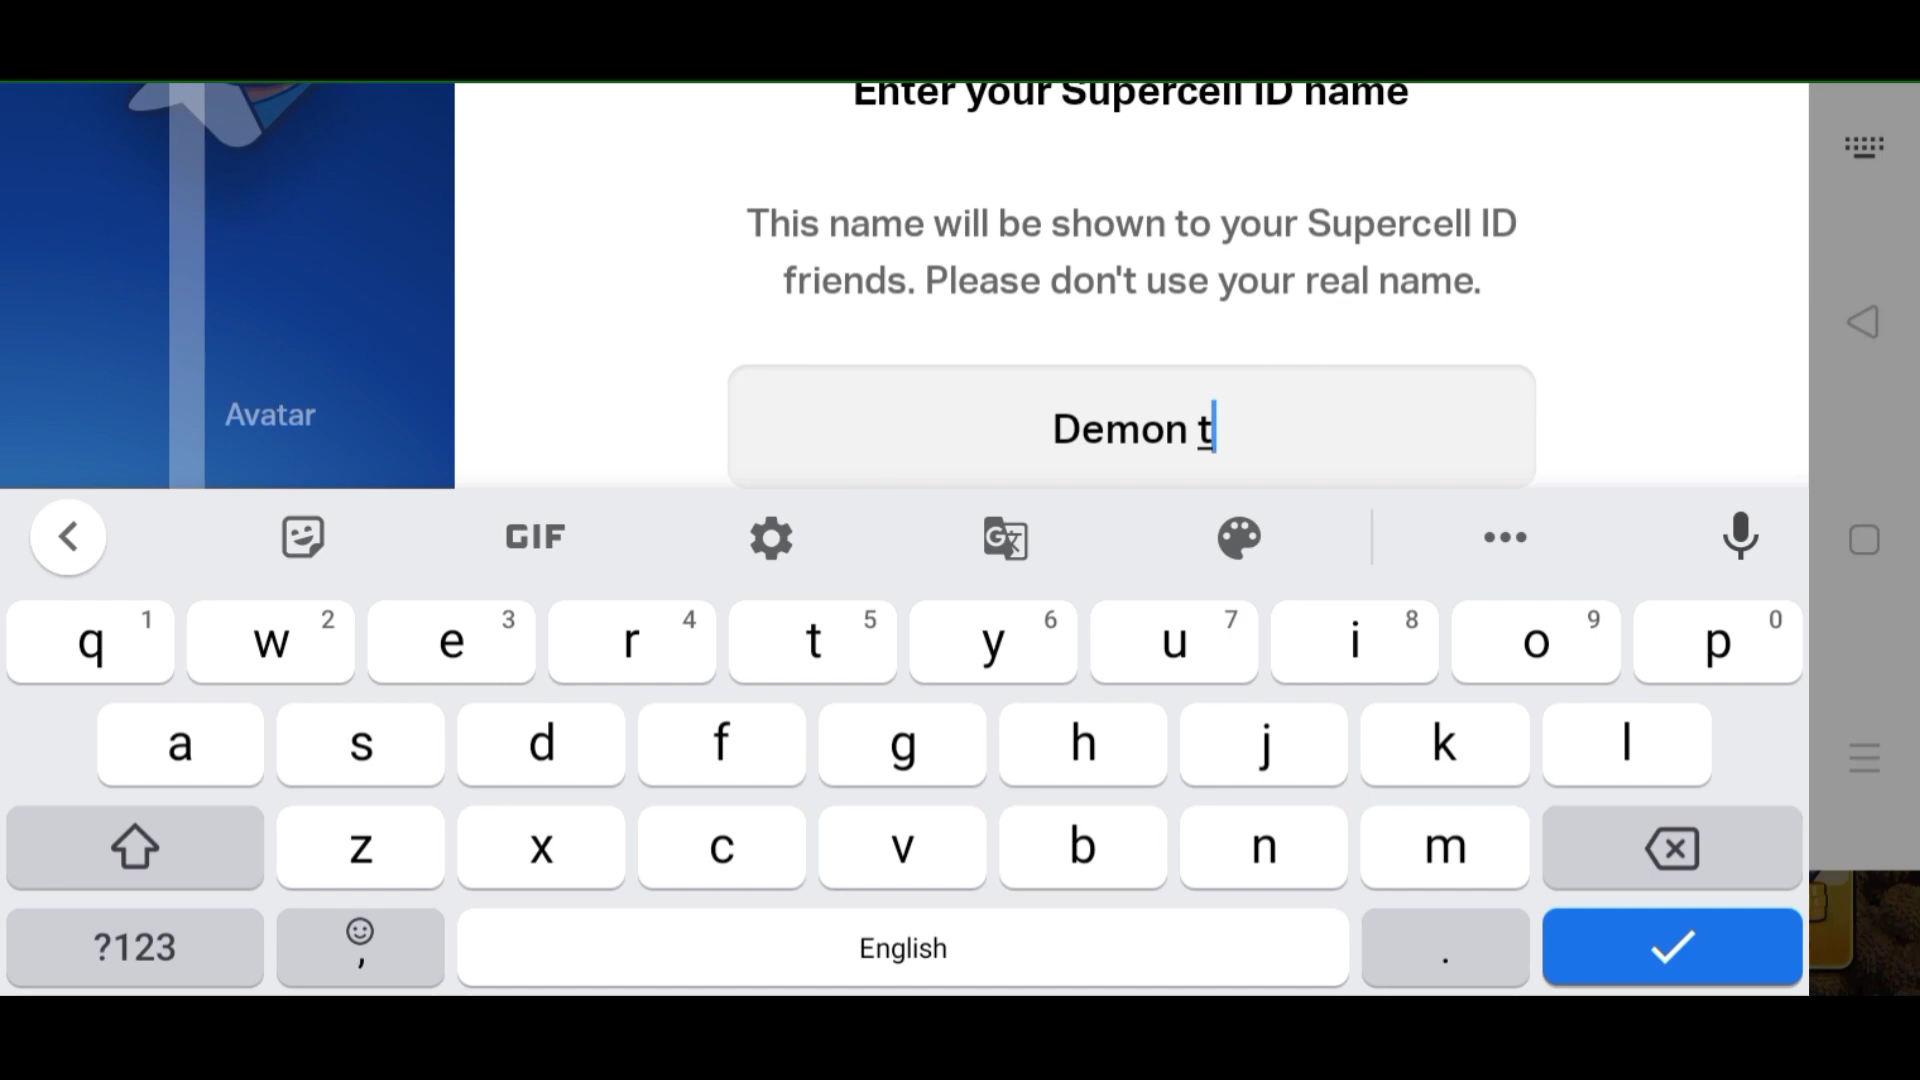 Enter your Supercell ID name
This name will be shown to your Supercell ID
friends. Please don't use your real name.
Avatar
Demon t
GIF
G
q 1 w 2 e 3 r 4 t 5 y 6 u 7 i 8 o 9 p 0
a s d f g h j k l
z x c v b n m
?123 , English .